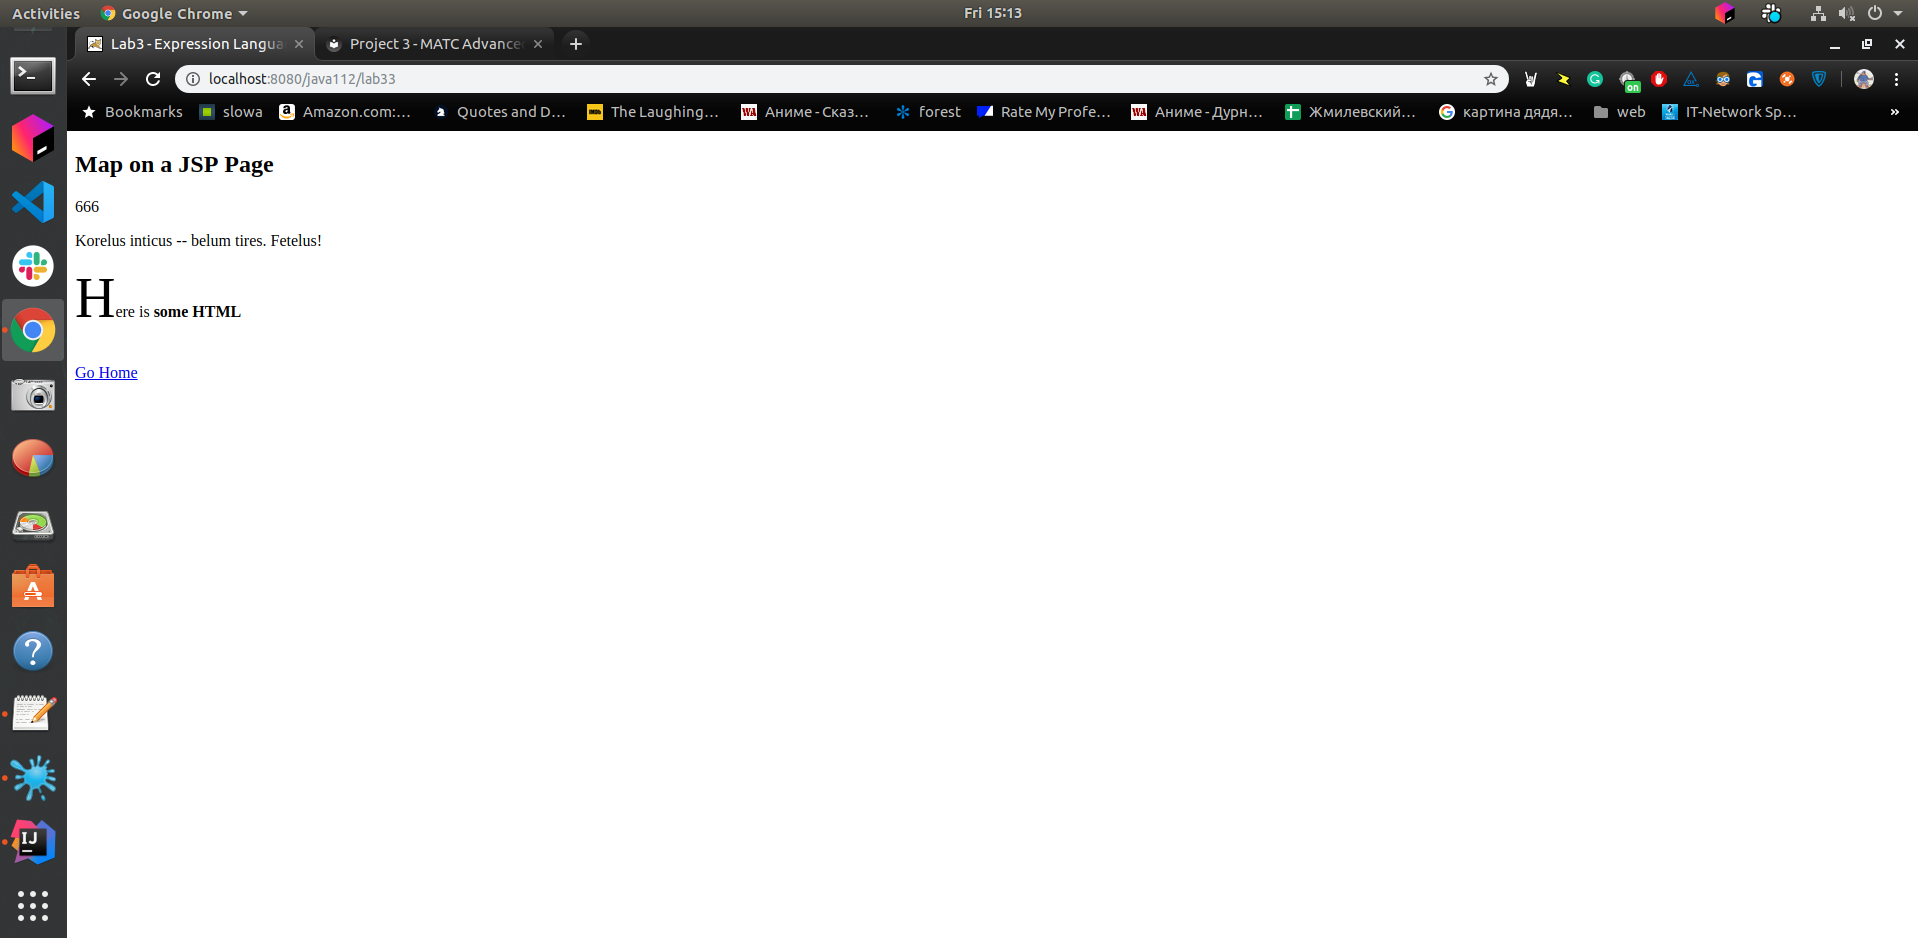 Activities Google Chrome Fri 15:13
Lab3 - Expression Langua Project 3 - MATC Advance
localhost:8080/java112/lab33
on
Bookmarks slowa Amazon.com:... Quotes and D... The Laughing... Аниме - Сказ... forest Rate My Profe... Аниме - Дурн... Жмилевский... картина дядя... web IT-Network Sp... »
Map on a JSP Page
666
Korelus inticus -- belum tires. Fetelus!
Here is some HTML
Go Home
IJ